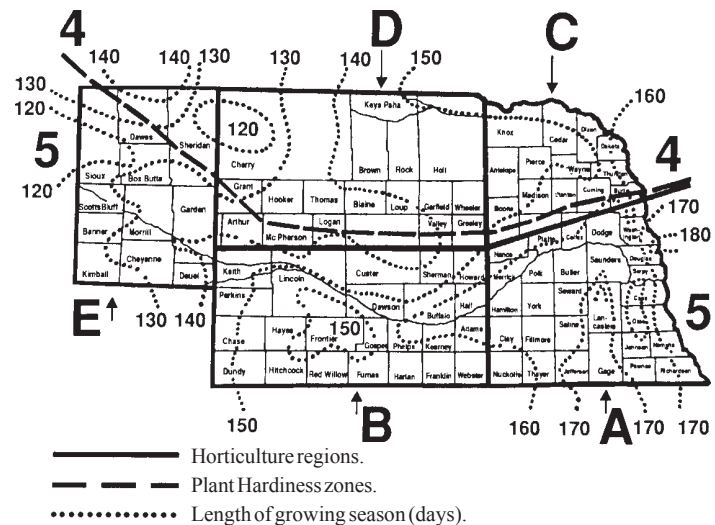 D
C
4
140
140
130
130
140
150
130
120
5
120
Keya Paha
160
Knox
Cedar
Dixon
Dakota
Dawes
Sheridan
120
Cherry
Brown
Rock
Holt
Pierce
Wayne
Thurston
4
Sioux
Box Butte
Antelope
Madison
Stanton
Cuming
Burt
120
Grant
Hooker
Thomas
Blaine
Loup
Garfield
Wheeler
Boone
170
Scotts Bluff
Garden
Arthur
Mc Pherson
Logan
Valley
Greeley
Platte
Colfax
Dodge
Washington
180
Banner
Morrill
Nance
Douglas
Saunders
Sarpy
Cheyenne
Keith
Lincoln
Custer
Sherman
Howard
Merrick
Polk
Butler
Kimball
Deuel
Perkins
Dawson
Buffalo
Hall
Hamilton
York
Seward
Lancaster
Cass
Otoe
5
E
130
140
150
Hayes
Frontier
Gosper
Phelps
Kearney
Adams
Clay
Fillmore
Saline
Johnson
Nemaha
Chase
Dundy
Hitchcock
Red Willow
Furnas
Harlan
Franklin
Webster
Nuckolls
Thayer
Jefferson
Gage
Pawnee
Richardson
150
B
160
170
A
170
170
Horticulture regions.
Plant Hardiness zones.
Length of growing season (days).